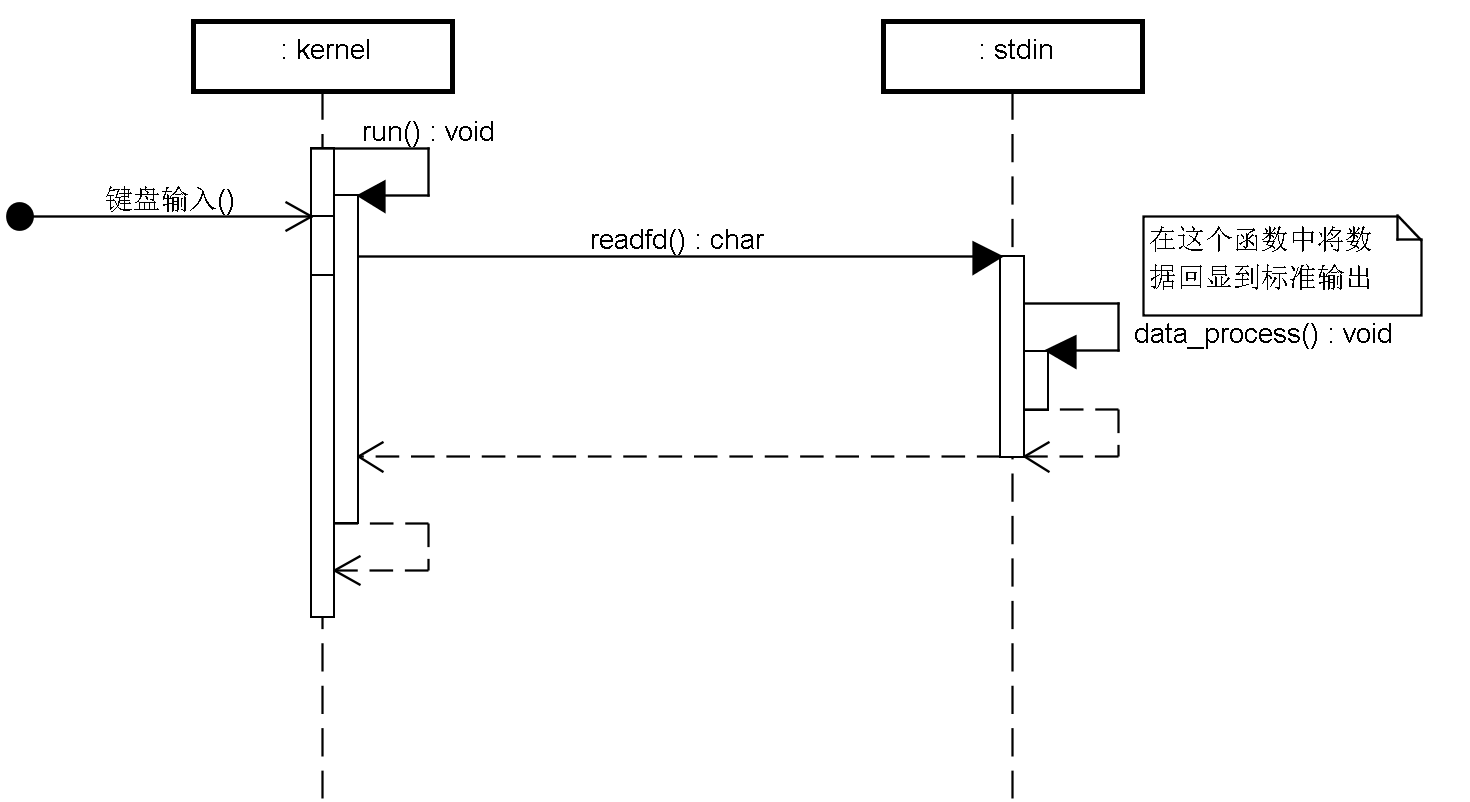 : kernel
: stdin
run() : void
键盘输入()
readfd() : char
在这个函数中将数
据回显到标准输出
data_process() : void